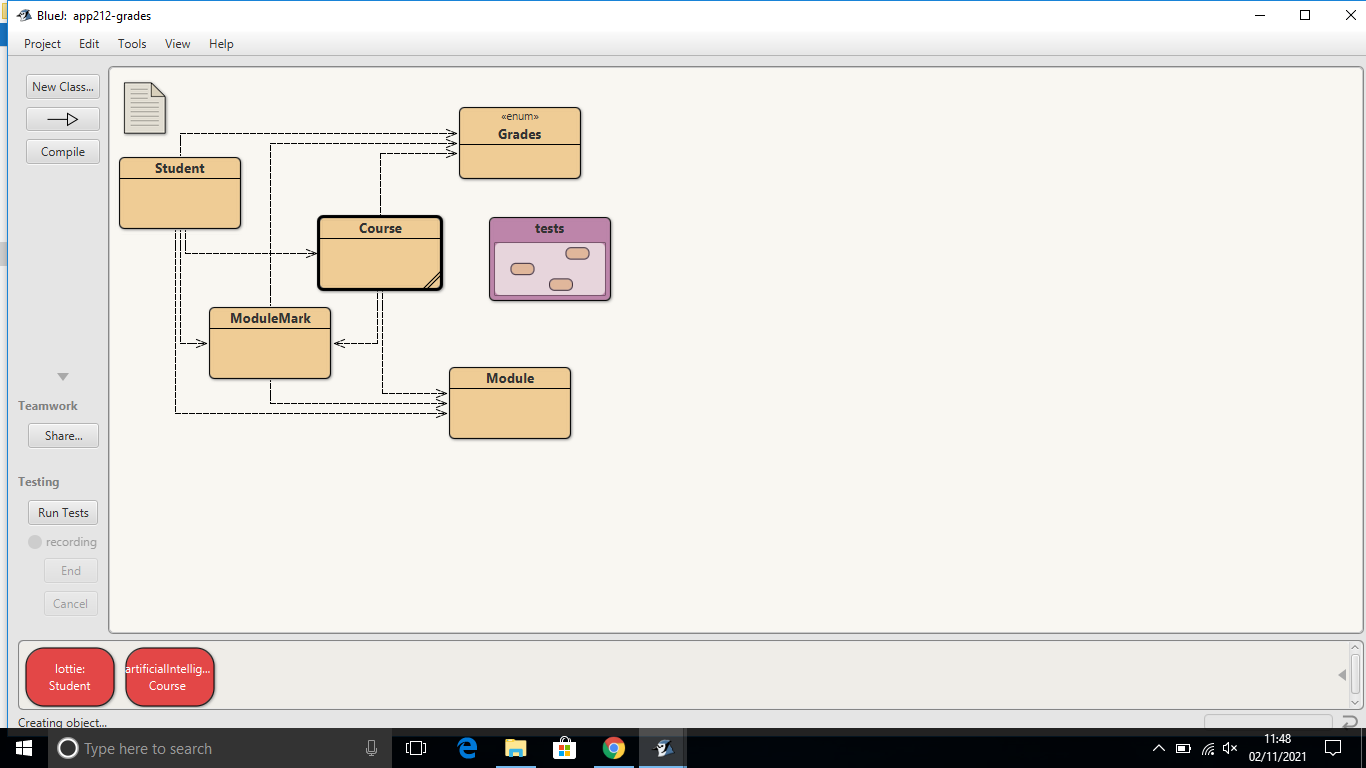 BlueJ: app212-grades
Project Edit Tools View Help
New Class...
Compile
«enum»
Grades
Student
Course
tests
ModuleMark
Module
Teamwork
Share...
Testing
Run Tests
recording
End
Cancel
lottie:
Student
artificialIntellig...
Course
Creating object...
Type here to search
11:48
02/11/2021